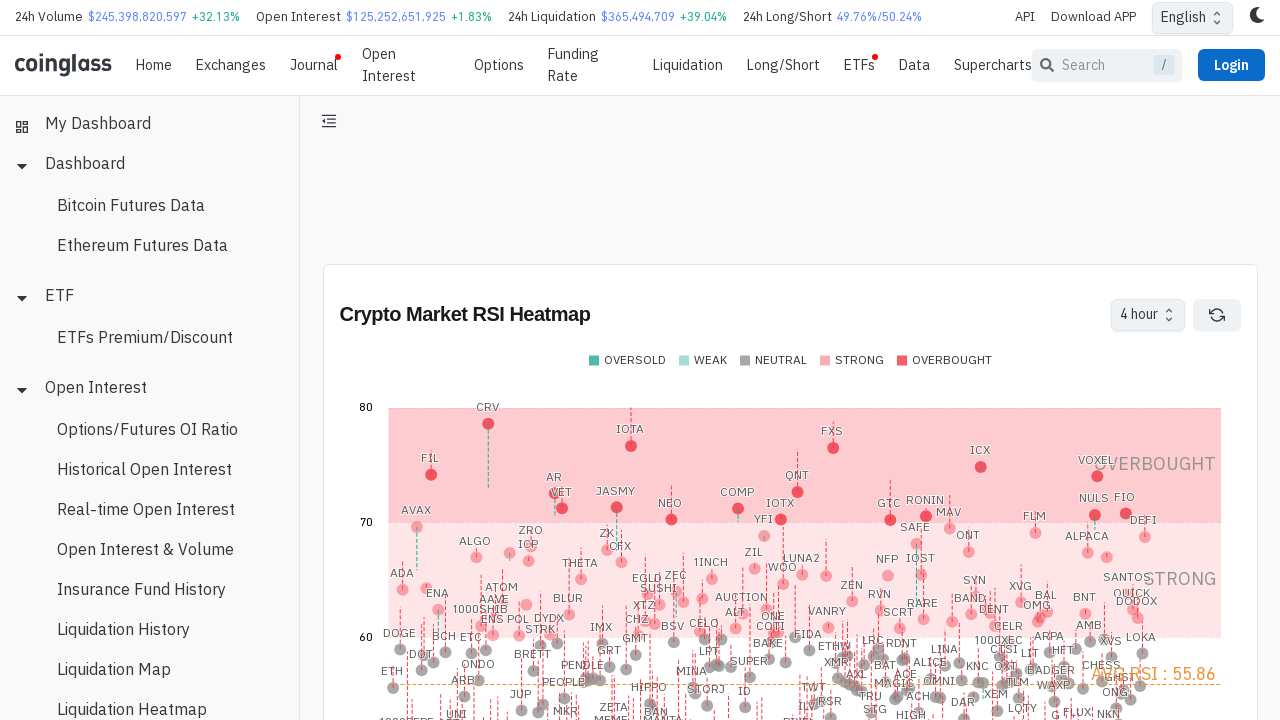 24h Volume $245,398,820,597 +32.13% Open Interest $125,252,651,925 +1.83% 24h Liquidation $365,494,709 +39.04% 24h Long/Short 49.76%/50.24% API Download APP English
coinglass Home Exchanges Journal Open Interest Options Funding Rate Liquidation Long/Short ETFs Data Supercharts Search / Login
My Dashboard
Dashboard
Bitcoin Futures Data
Ethereum Futures Data
ETF
ETFs Premium/Discount
Open Interest
Options/Futures OI Ratio
Historical Open Interest
Real-time Open Interest
Open Interest & Volume
Insurance Fund History
Liquidation History
Liquidation Map
Liquidation Heatmap
Crypto Market RSI Heatmap 4 hour
OVERSOLD WEAK NEUTRAL STRONG OVERBOUGHT
80
CRV
IOTA FXS
FIL ICX VOXEL OVERBOUGHT
AR QNT
VET JASMY COMP NEO IOTX GTC RONIN NULS FIO
AVAX MAV
70 YFI FLM DEFI
ZRO ZK SAFE ONT ALPACA
ALGO ICP CFX
ZIL LUNA2 NFP IOST
THETA 1INCH WOO
ADA EGLD ZEC SYN SANTOS STRONG
ATOM SUSHI ZEN XVG
ENA AAVE BLUR AUCTION RVN BAND BAL BNT QUICK
1000SHIB XTZ RARE OMG DODOX
ENS POL DYDX CHZ ALT ONE VANRY SCRT DENT
DOGE STRK IMX BSV CELO COTI FIDA CELR AMB
60 BCH ETC GMT BAKE 1000XEC ARPA XVS LOKA
DOT BRETT GRT LPT ETHW LRC RDNT LINA CTSI LIT HFT
ONDO PENDLE SUPER XMR BAT ALICE KNC OXT CHESS
ETH MINA AXL ACE BADGER AVG RSI : 55.86
ARB PEOPLE HIPPO STORJ ID TWT MAGIC OMNI TLM WAXP
JUP TRU ACH XEM ONG
UNI MKR ZETA BAN RSR STG DAR LQTY
HIGH G FLUX NKN